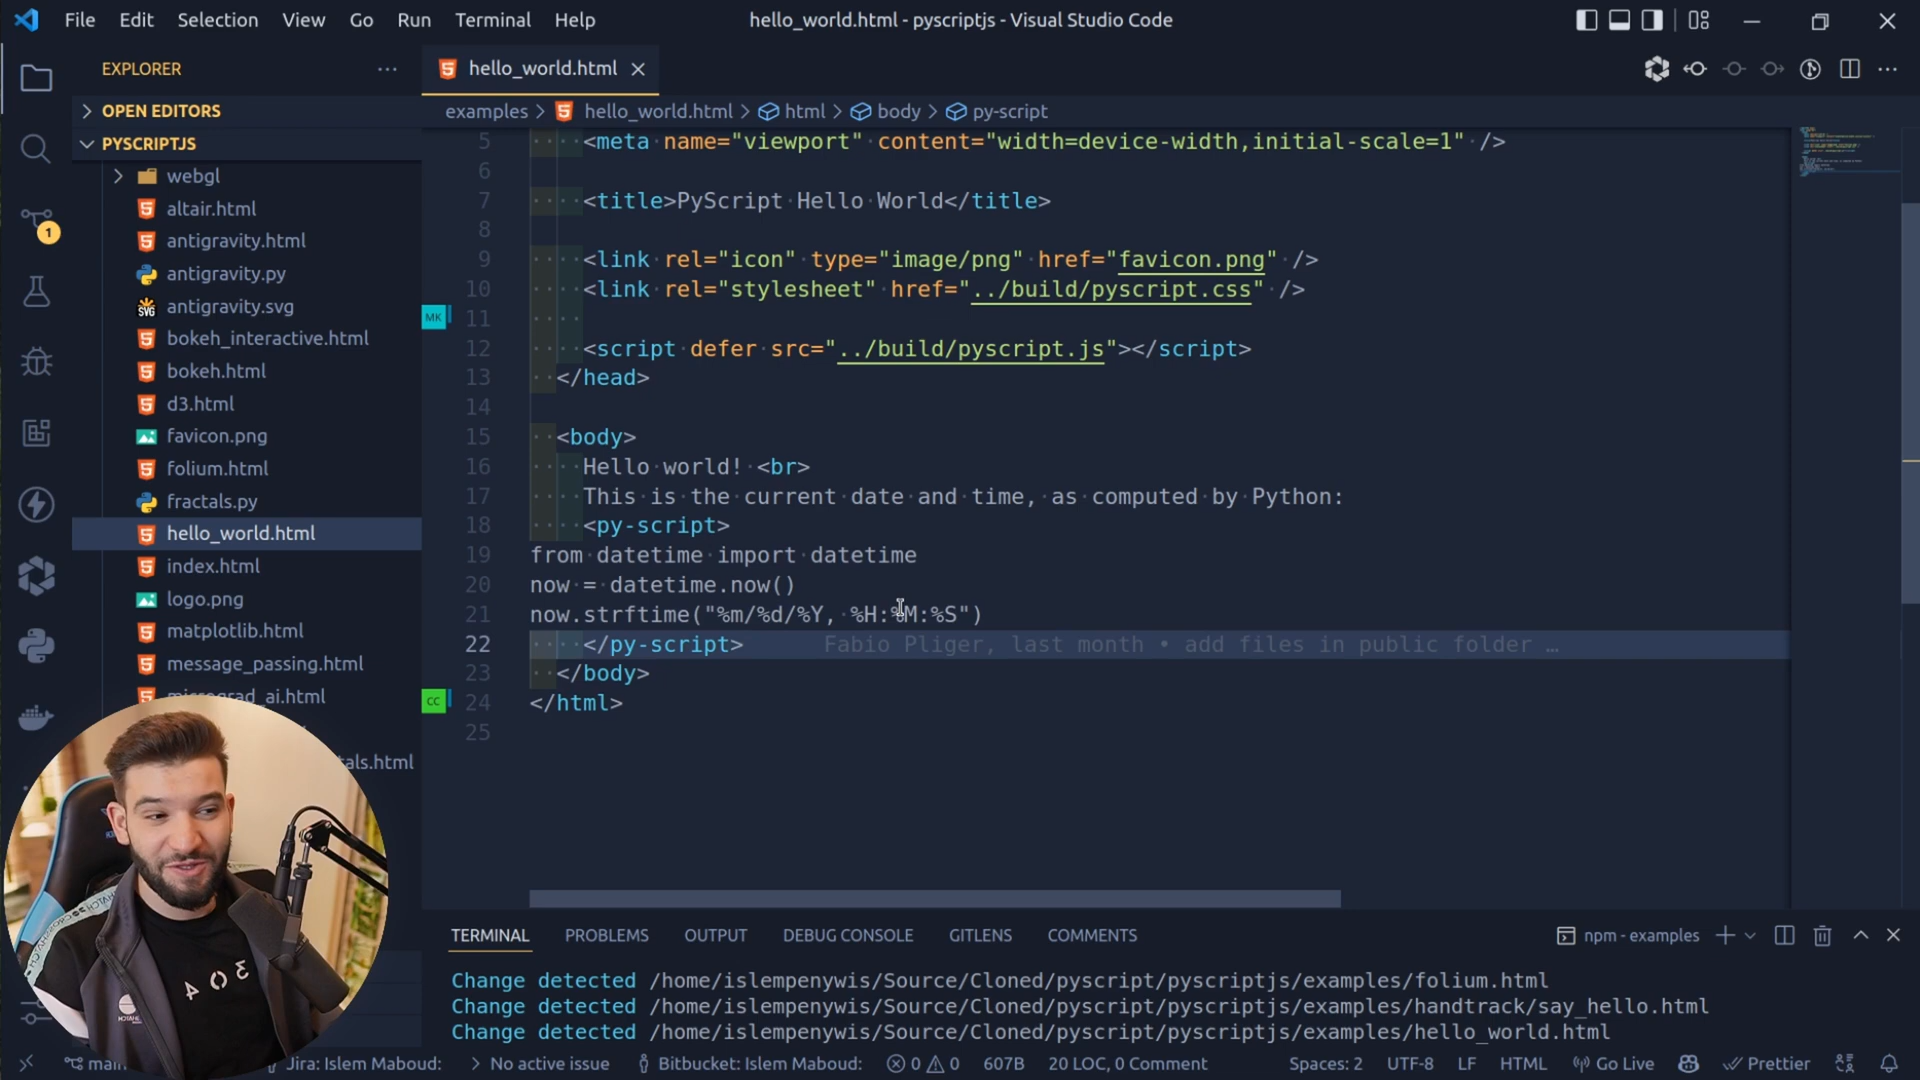 File Edit Selection View Go Run Terminal Help
hello_world.html - pyscriptjs - Visual Studio Code
EXPLORER
OPEN EDITORS
PYSCRIPTJS
webgl
altair.html
antigravity.html
antigravity.py
antigravity.svg
bokeh_interactive.html
bokeh.html
d3.html
favicon.png
folium.html
fractals.py
hello_world.html
index.html
logo.png
matplotlib.html
message_passing.html
tals.html
1
SVG
hello_world.html
examples > hello_world.html > html > body > py-script
5 <meta name="viewport" content="width=device-width,initial-scale=1" />
6
7 <title>PyScript Hello World</title>
8
9 <link rel="icon" type="image/png" href="favicon.png" />
10 <link rel="stylesheet" href="../build/pyscript.css" />
MK 11
12 <script defer src="../build/pyscript.js"></script>
13 </head>
14
15 <body>
16 Hello world! <br>
17 This is the current date and time, as computed by Python:
18 <py-script>
19 from datetime import datetime
20 now = datetime.now()
21 now.strftime("%m/%d/%Y, %H:%M:%S")
22 </py-script> Fabio Pliger, last month • add files in public folder …
23 </body>
CC 24 </html>
25
TERMINAL PROBLEMS OUTPUT DEBUG CONSOLE GITLENS COMMENTS
npm - examples
Change detected /home/islempenywis/Source/Cloned/pyscript/pyscriptjs/examples/folium.html
Change detected /home/islempenywis/Source/Cloned/pyscript/pyscriptjs/examples/handtrack/say_hello.html
Change detected /home/islempenywis/Source/Cloned/pyscript/pyscriptjs/examples/hello_world.html
main Jira: Islem Maboud: No active issue Bitbucket: Islem Maboud: 0 0 607B 20 LOC, 0 Comment Spaces: 2 UTF-8 LF HTML Go Live Prettier